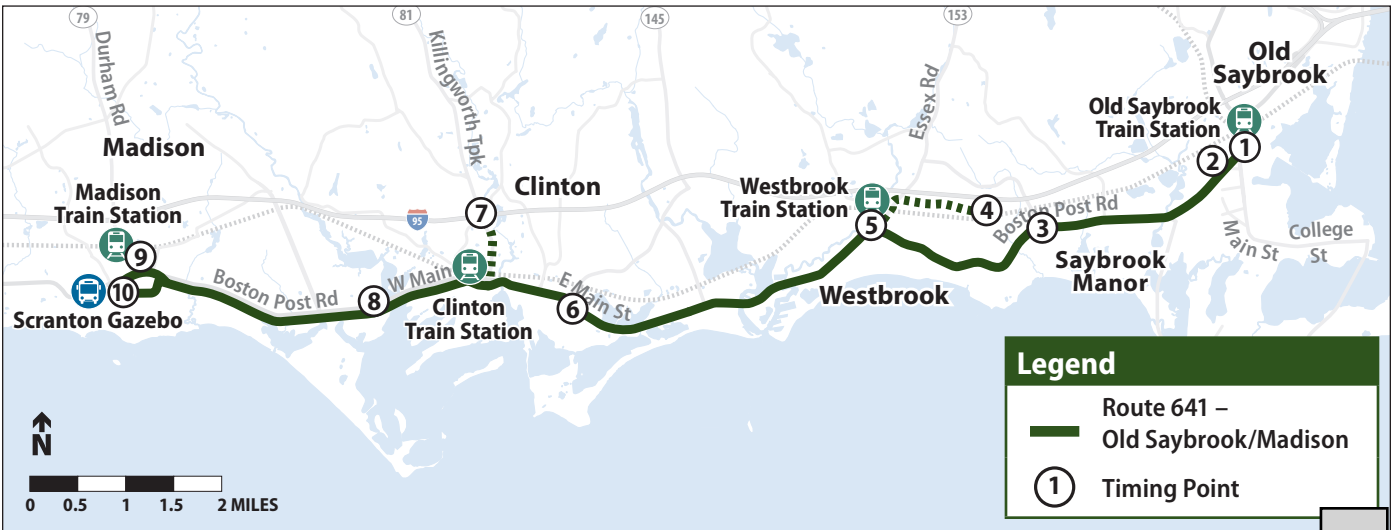 79
81
145
153
Durham Rd
Killingworth Tpk
Essex Rd
Old
Saybrook
Old Saybrook
Train Station
1
2
Madison
Madison
Train Station
Clinton
Westbrook
Train Station
95
7
4
5
Boston Post Rd
3
Main St
College
St
Saybrook
Manor
9
10
Scranton Gazebo
Boston Post Rd
8
W Main
Clinton
Train Station
E Main St
6
Westbrook
N
0 0.5 1 1.5 2 MILES
Legend
Route 641 –
Old Saybrook/Madison
1 Timing Point